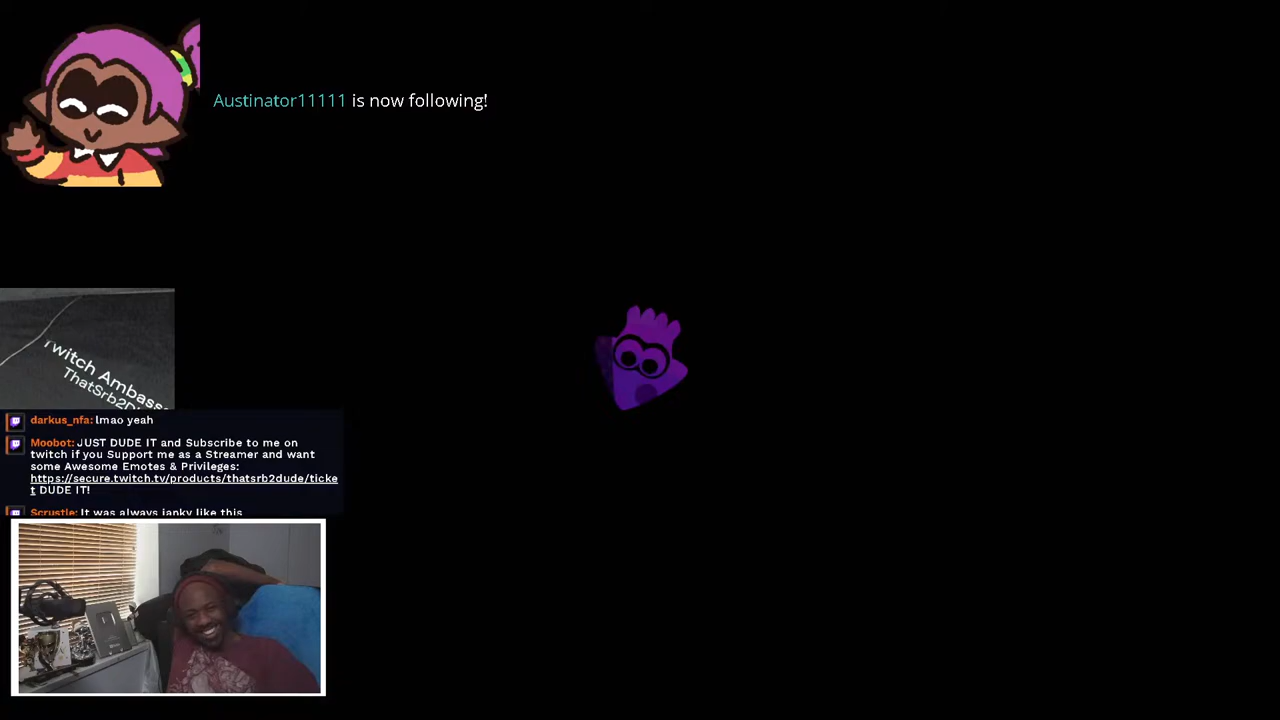 Austinator11111 is now following!
Twitch Ambass
ThatSrb2D
darkus_nfa: lmao yeah
Moobot: JUST DUDE IT and Subscribe to me on
twitch if you Support me as a Streamer and want
some Awesome Emotes & Privileges:
https://secure.twitch.tv/products/thatsrb2dude/ticke
t DUDE IT!
Scrustle: It was always janky like this